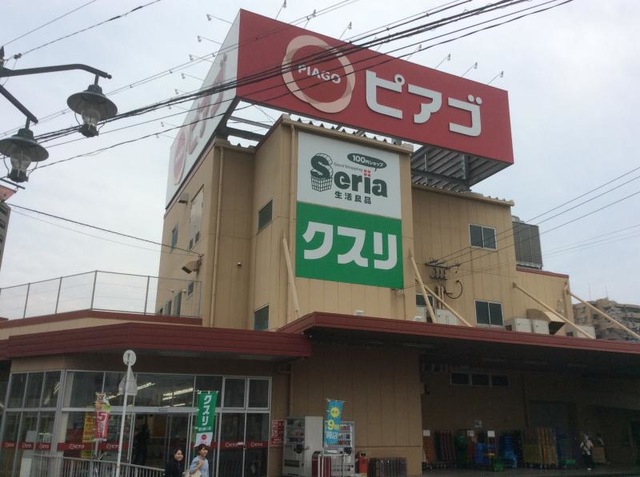 PIAGO
ピアゴ
100円ショップ
Seria
生活良品
クスリ
クスリ